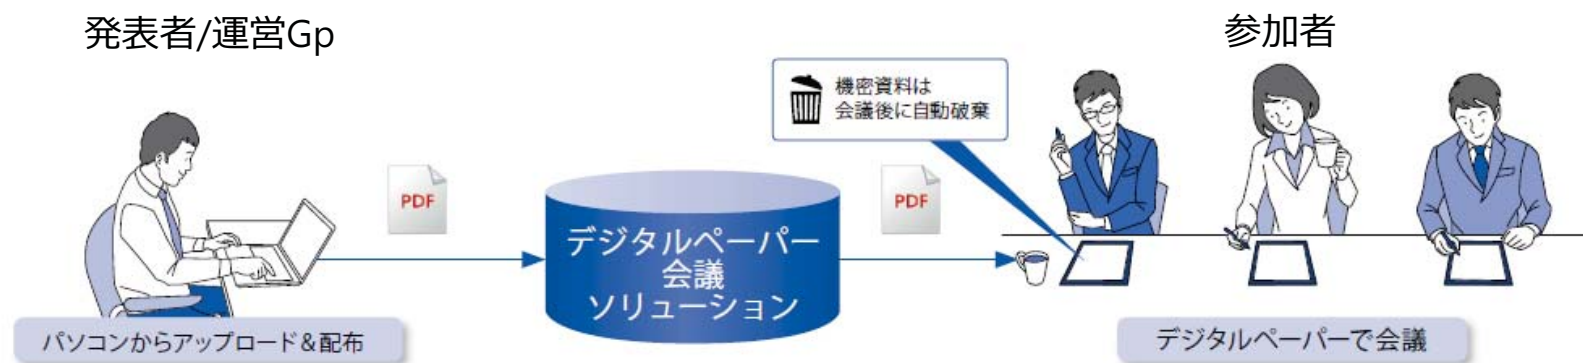 発表者/運営Gp
参加者
機密資料は
会議後に自動破棄
PDF
PDF
デジタルペーパー
会議
ソリューション
パソコンからアップロード＆配布
デジタルペーパーで会議